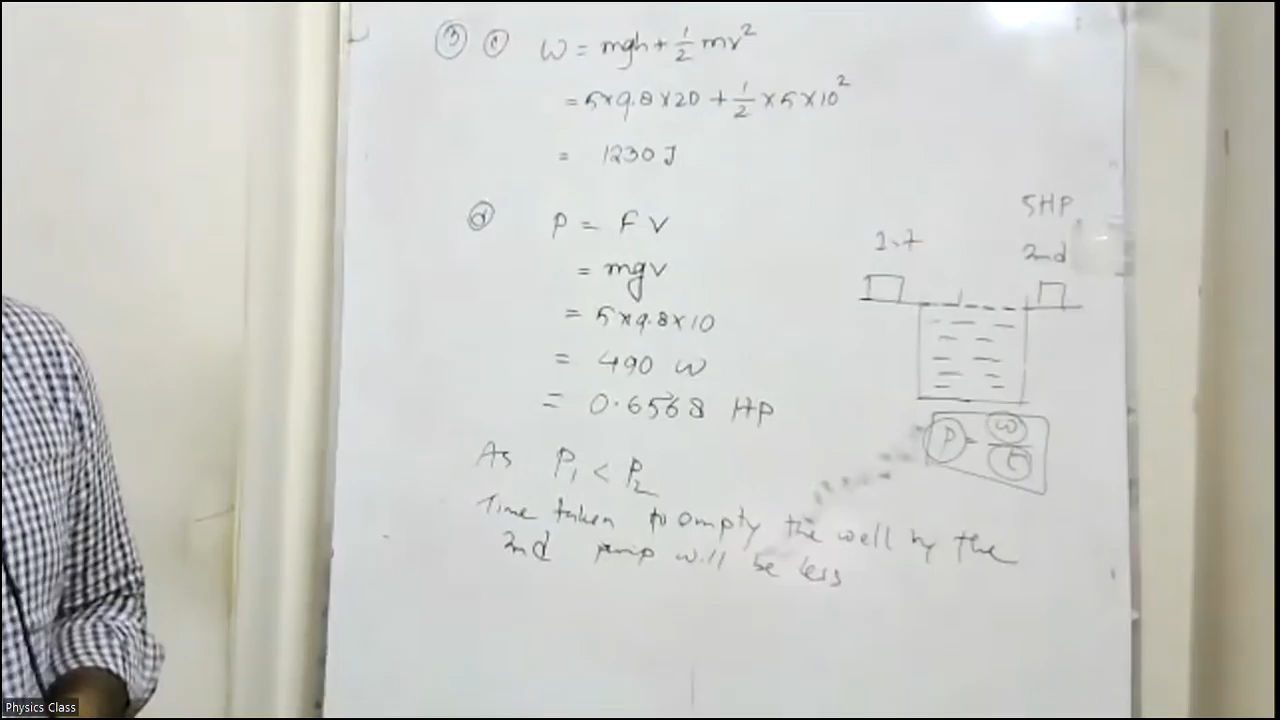 ③ ⓒ W = mgh + 1/2 mv²
= 5×9.8×20 + 1/2 ×5×10²
= 1230 J
ⓓ P = FV
= mgv
= 5×9.8×10
= 490 W
= 0.6568 HP
As P₁ < P₂
Time taken to empty the well by the
2nd pump will be less
5HP
1st
2nd
P = W/t
Physics Class